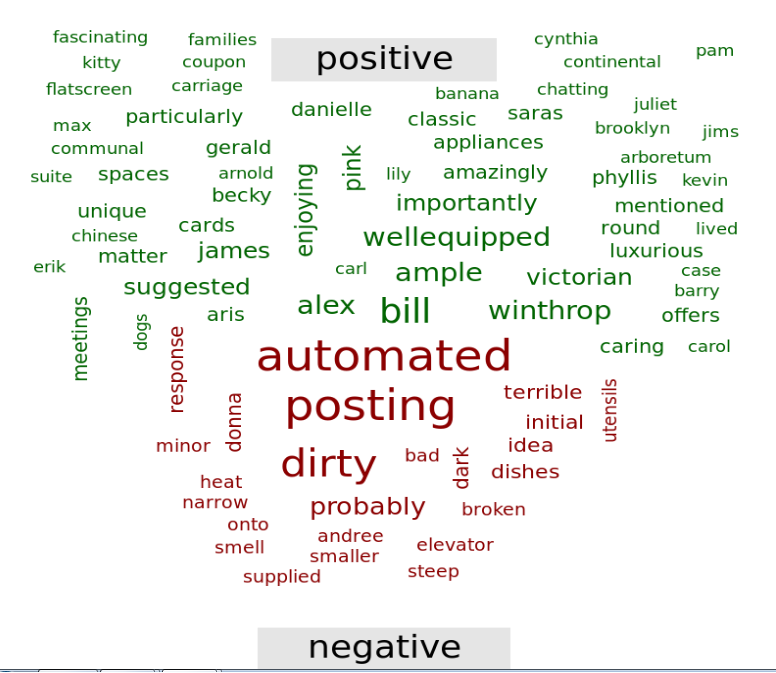 fascinating families cynthia pam
positive
kitty coupon continental
flatscreen carriage banana chatting
particularly danielle classic saras juliet
max brooklyn jims
communal gerald pink appliances arboretum
suite spaces arnold lily amazingly phyllis kevin
becky enjoying importantly mentioned
unique cards round lived
chinese wellequipped
matter james luxurious
erik carl ample victorian case
suggested barry
meetings dogs aris alex bill winthrop offers
response automated caring carol
donna posting terrible utensils
initial
minor dirty bad dark idea
dishes
heat
narrow probably broken
onto
smell andree elevator
smaller
supplied steep
negative